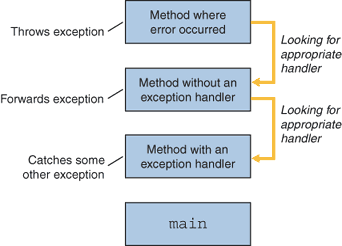 Throws exception
Method where
error occurred
Looking for
appropriate
handler
Forwards exception
Method without an
exception handler
Looking for
appropriate
handler
Catches some
other exception
Method with an
exception handler
main